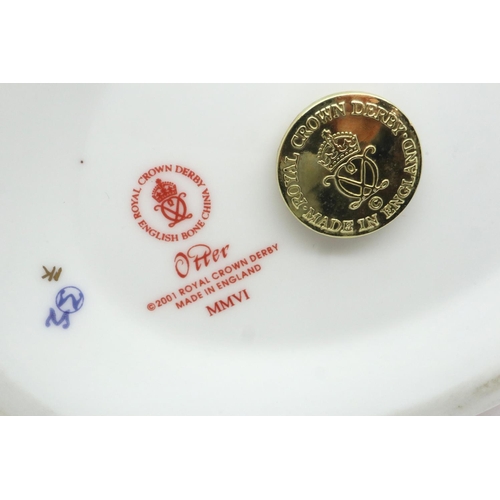 ROYAL CROWN DERBY
ENGLISH BONE CHINA
Otter
©2001 ROYAL CROWN DERBY
MADE IN ENGLAND
MMVI
ROYAL CROWN DERBY
MADE IN ENGLAND
©